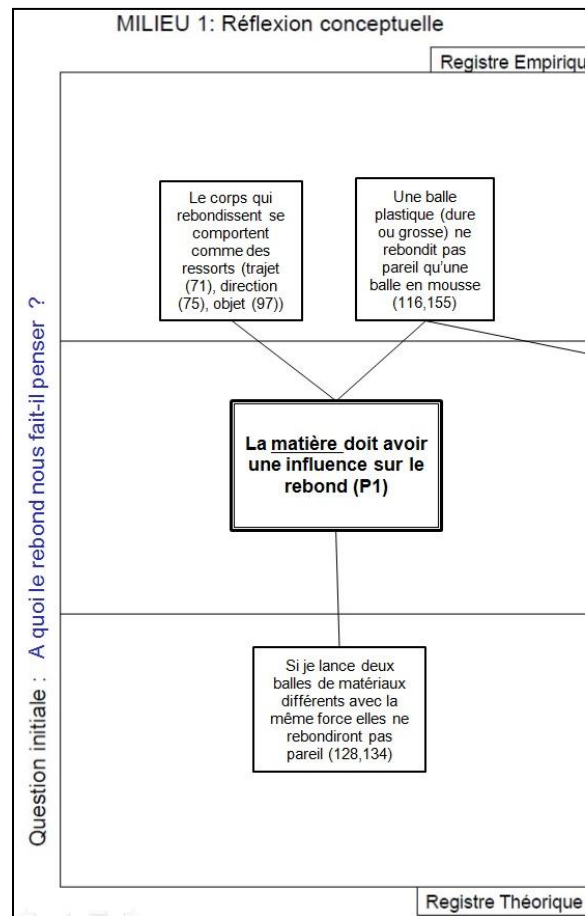 MILIEU 1: Réflexion conceptuelle
Registre Empiriqu
Le corps qui
rebondissent se
comportent
comme des
ressorts (trajet
(71), direction
(75), objet (97))
Une balle
plastique (dure
ou grosse) ne
rebondit pas
pareil qu'une
balle en mousse
(116,155)
La matière doit avoir
une influence sur le
rebond (P1)
Si je lance deux
balles de matériaux
différents avec la
même force elles ne
rebondiront pas
pareil (128,134)
Question initiale : A quoi le rebond nous fait-il penser ?
Registre Théorique